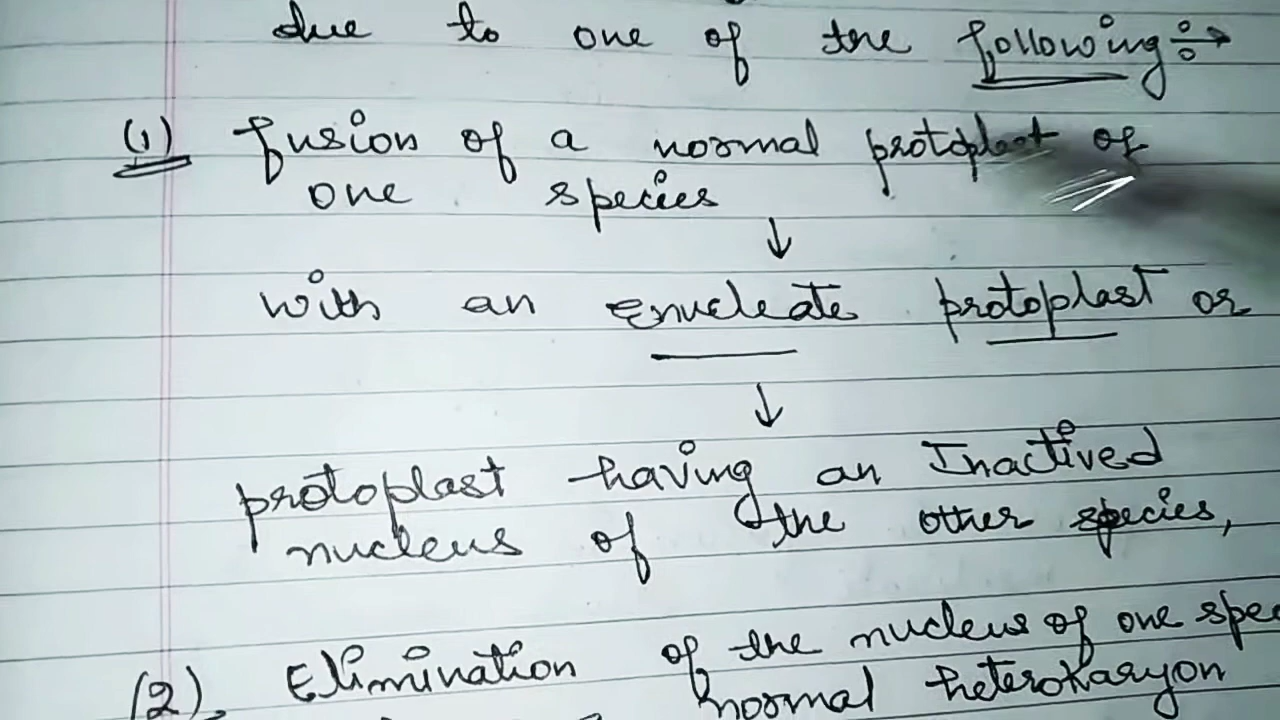 due to one of the following ÷→
(1) fusion of a normal protoplast of
one species
↓
with an Enucleate protoplast or
↓
protoplast having an Inactived
nucleus of the other species,
(2). Elimination of the nucleus of one spe
normal heterokaryon